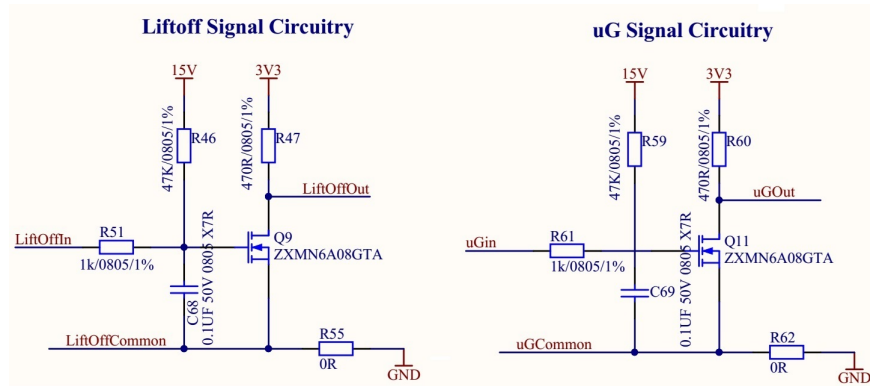 Liftoff Signal Circuitry
15V
3V3
47K/0805/1%
R46
470R/0805/1%
R47
LiftOffOut
LiftOffIn
R51
1k/0805/1%
Q9
ZXMN6A08GTA
C68
0.1UF 50V 0805 X7R
LiftOffCommon
R55
0R
GND
uG Signal Circuitry
15V
3V3
47K/0805/1%
R59
470R/0805/1%
R60
uGOut
uGin
R61
1k/0805/1%
Q11
ZXMN6A08GTA
C69
0.1UF 50V 0805 X7R
uGCommon
R62
0R
GND